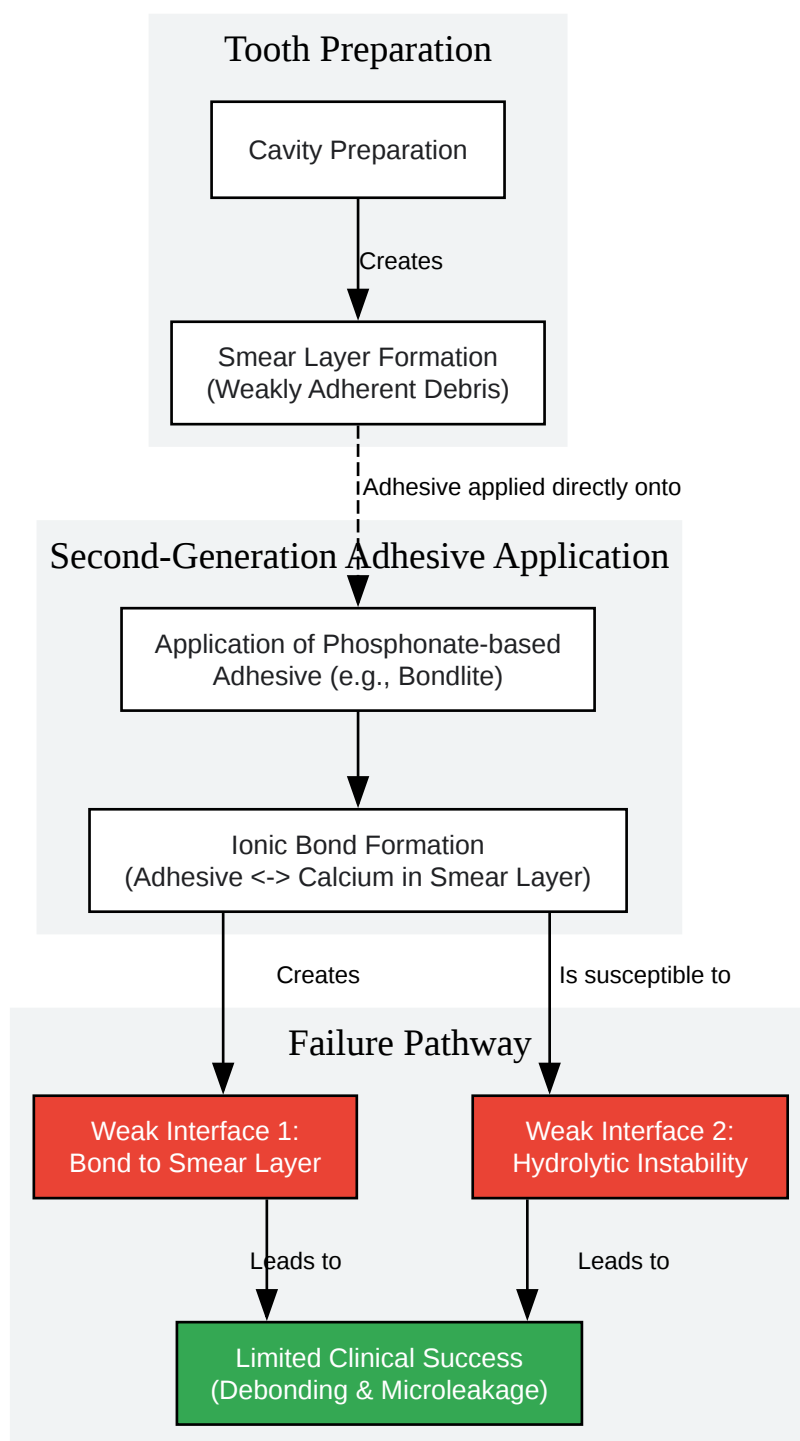 Tooth Preparation
Cavity Preparation
Creates
Smear Layer Formation
(Weakly Adherent Debris)
Adhesive applied directly onto
Second-Generation Adhesive Application
Application of Phosphonate-based
Adhesive (e.g., Bondlite)
Ionic Bond Formation
(Adhesive <-> Calcium in Smear Layer)
Creates
Is susceptible to
Failure Pathway
Weak Interface 1:
Bond to Smear Layer
Weak Interface 2:
Hydrolytic Instability
Leads to
Leads to
Limited Clinical Success
(Debonding & Microleakage)